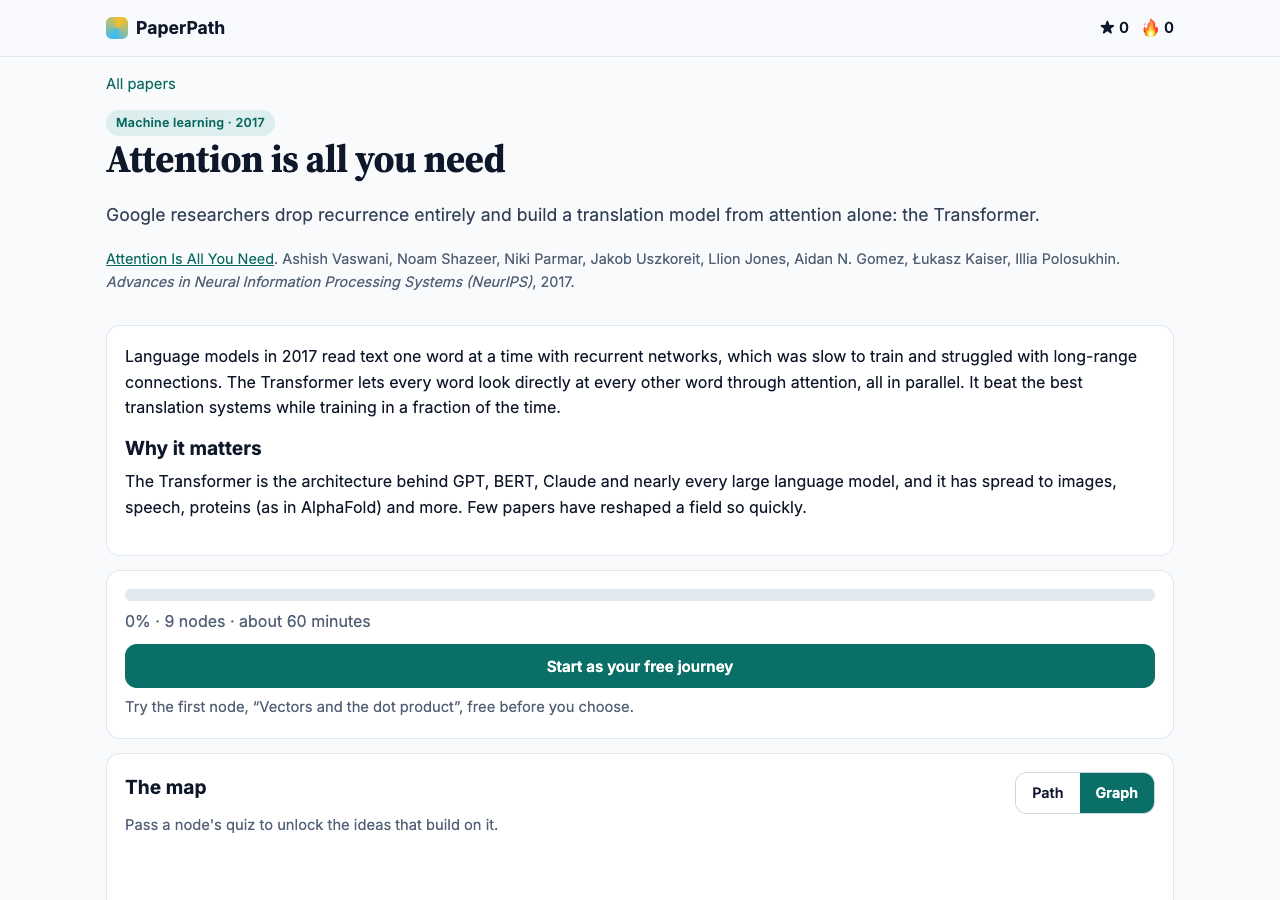 PaperPath
★ 0 🔥 0
All papers
Machine learning · 2017
Attention is all you need
Google researchers drop recurrence entirely and build a translation model from attention alone: the Transformer.
Attention Is All You Need. Ashish Vaswani, Noam Shazeer, Niki Parmar, Jakob Uszkoreit, Llion Jones, Aidan N. Gomez, Łukasz Kaiser, Illia Polosukhin.
Advances in Neural Information Processing Systems (NeurIPS), 2017.
Language models in 2017 read text one word at a time with recurrent networks, which was slow to train and struggled with long-range
connections. The Transformer lets every word look directly at every other word through attention, all in parallel. It beat the best
translation systems while training in a fraction of the time.
Why it matters
The Transformer is the architecture behind GPT, BERT, Claude and nearly every large language model, and it has spread to images,
speech, proteins (as in AlphaFold) and more. Few papers have reshaped a field so quickly.
0% · 9 nodes · about 60 minutes
Start as your free journey
Try the first node, “Vectors and the dot product”, free before you choose.
The map
Path Graph
Pass a node's quiz to unlock the ideas that build on it.